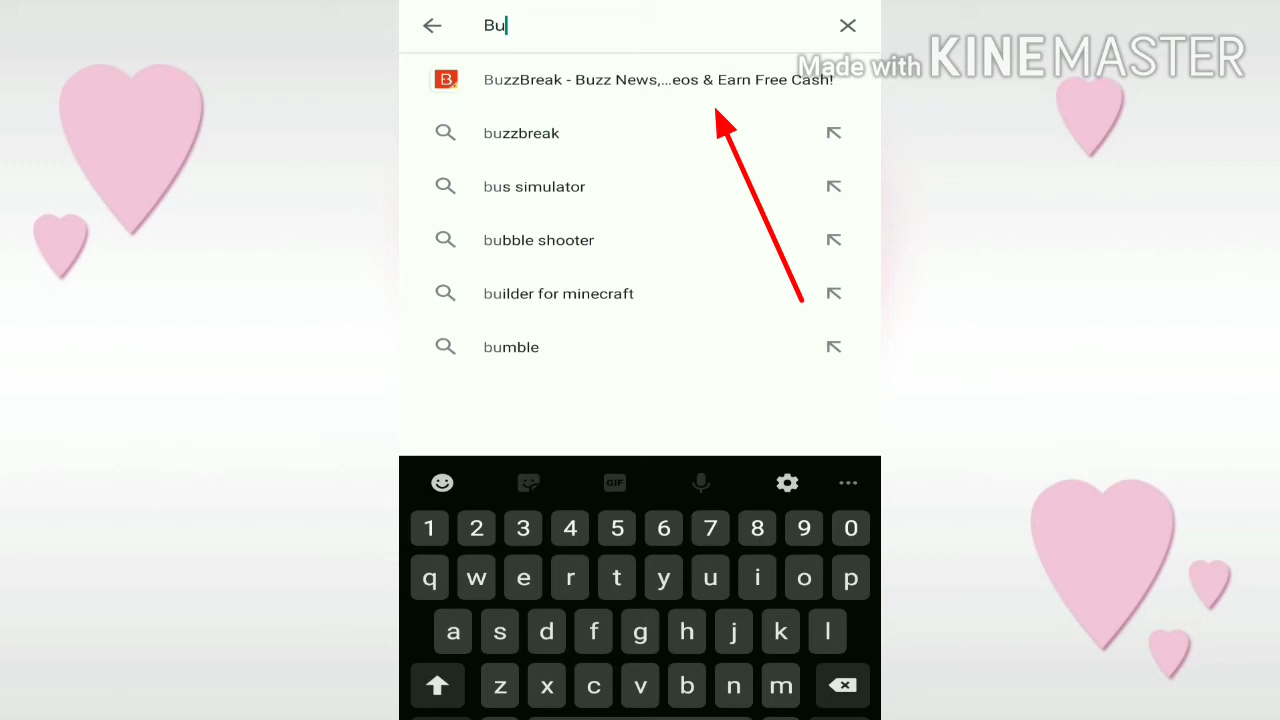 Bu
Made with KINEMASTER
B
BuzzBreak - Buzz News,...eos & Earn Free Cash!
buzzbreak
bus simulator
bubble shooter
builder for minecraft
bumble
GIF
1 2 3 4 5 6 7 8 9 0
q w e r t y u i o p
a s d f g h j k l
z x c v b n m